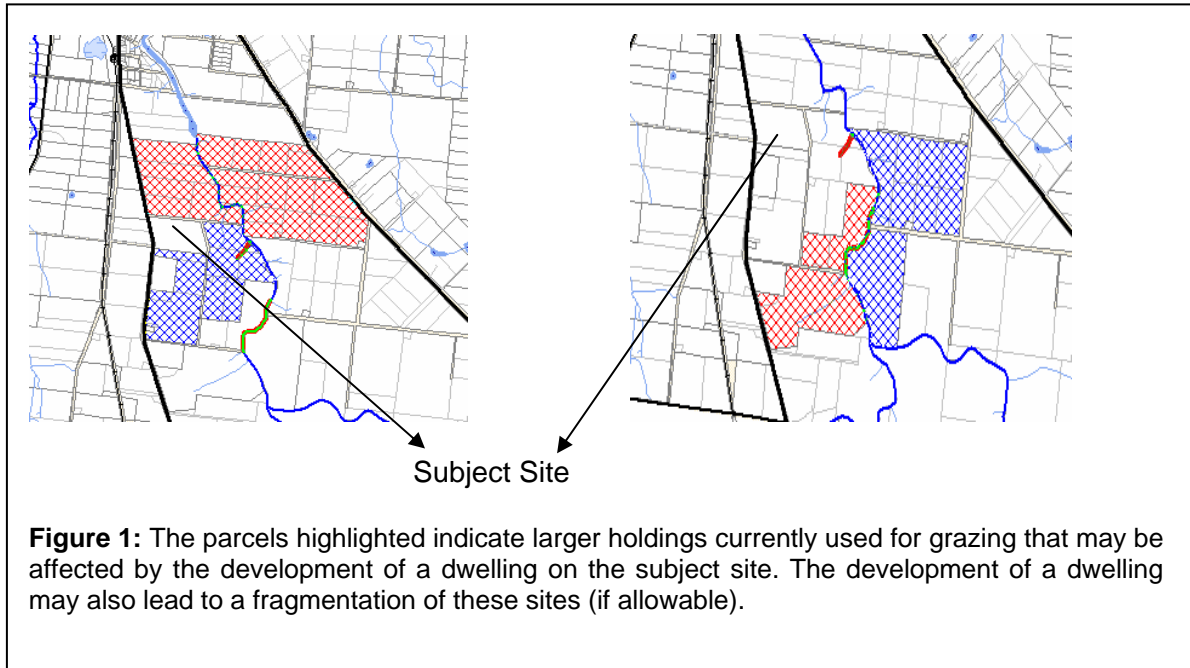 Subject Site
Figure 1: The parcels highlighted indicate larger holdings currently used for grazing that may be
affected by the development of a dwelling on the subject site. The development of a dwelling
may also lead to a fragmentation of these sites (if allowable).